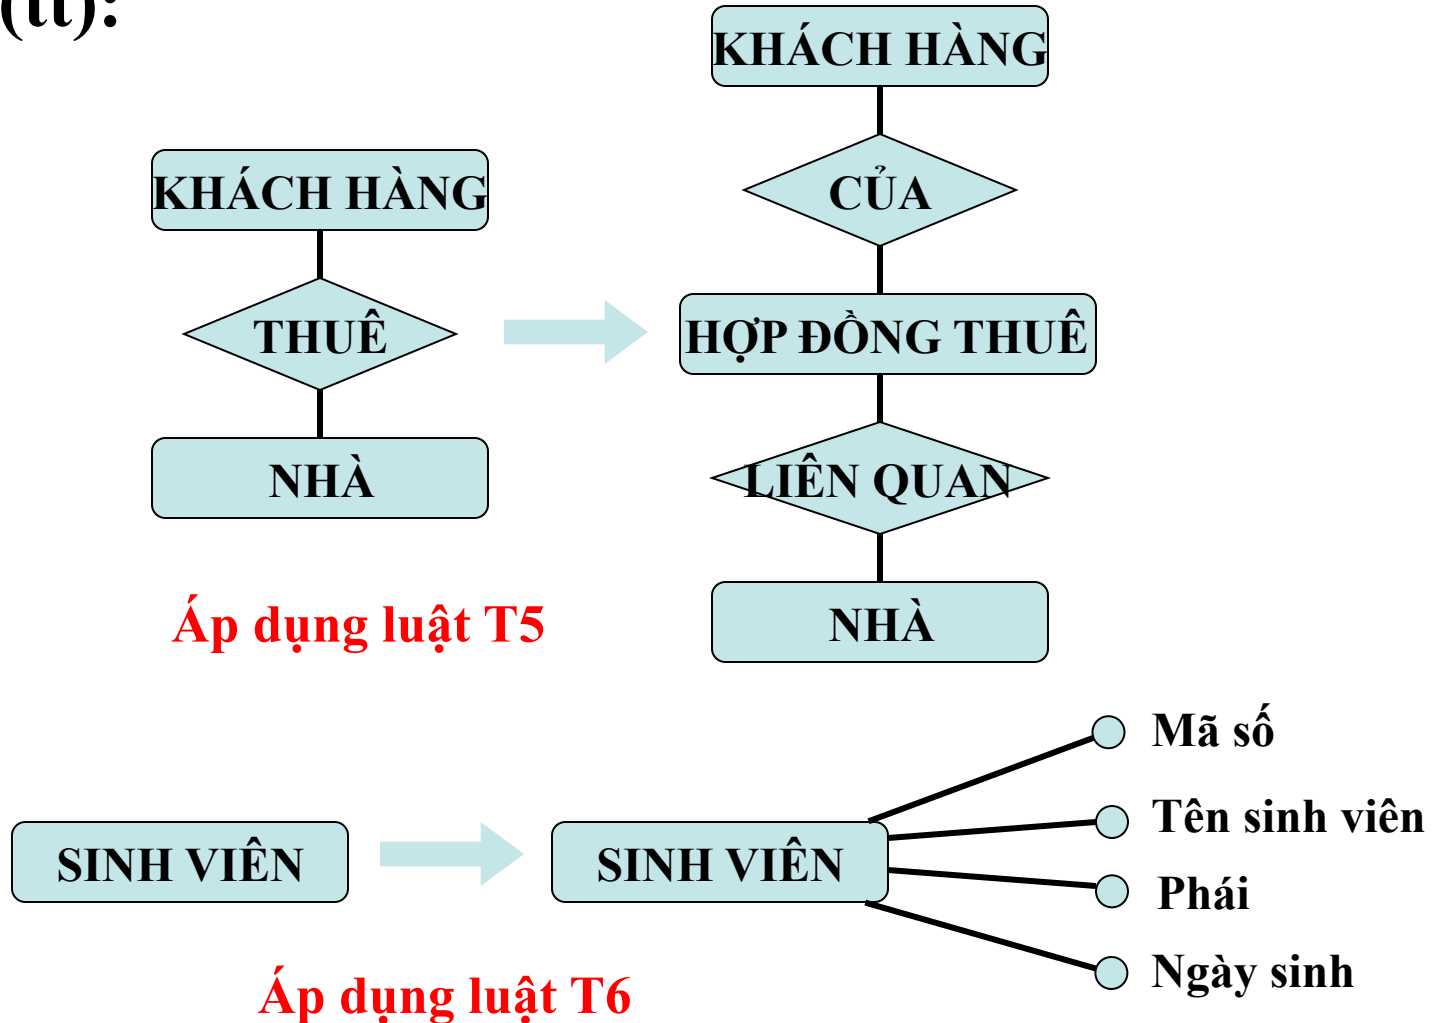 (tt):
KHÁCH HÀNG
THUÊ
NHÀ
KHÁCH HÀNG
CỦA
HỢP ĐỒNG THUÊ
LIÊN QUAN
NHÀ
Áp dụng luật T5
SINH VIÊN
SINH VIÊN
Mã số
Tên sinh viên
Phái
Ngày sinh
Áp dụng luật T6